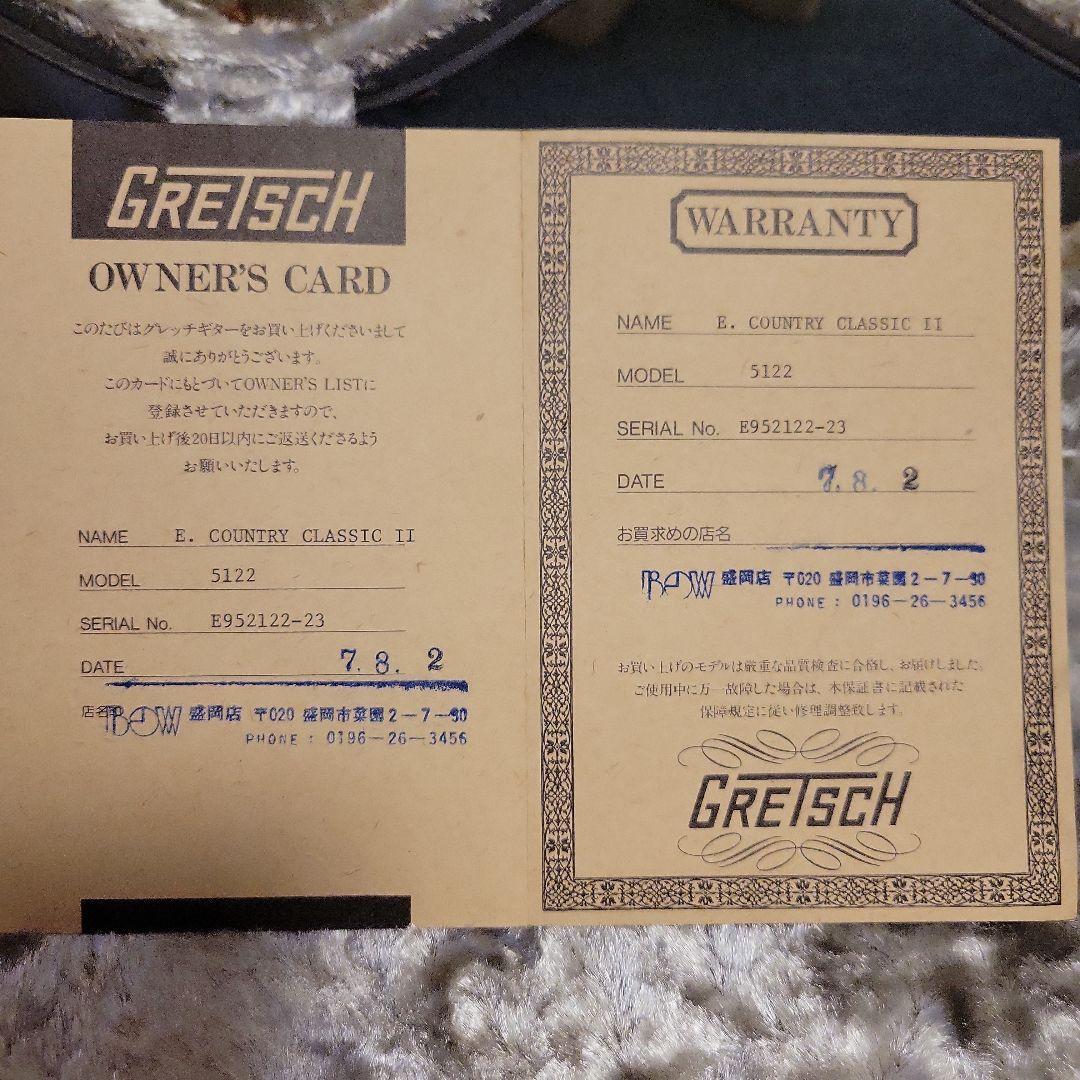 GRETSCH
OWNER'S CARD
このたびはグレッチギターをお買い上げくださいまして
誠にありがとうございます。
このカードにもとづいてOWNER'S LISTに
登録させていただきますので、
お買い上げ後20日以内にご返送くださるよう
お願いいたします。
NAME E. COUNTRY CLASSIC II
MODEL 5122
SERIAL No. E952122-23
DATE 7. 8. 2
店名印 BOW 盛岡店 〒020 盛岡市菜園2-7-30
PHONE : 0196-26-3456
WARRANTY
NAME E. COUNTRY CLASSIC II
MODEL 5122
SERIAL No. E952122-23
DATE 7. 8. 2
お買求めの店名
BOW 盛岡店 〒020 盛岡市菜園2-7-30
PHONE : 0196-26-3456
お買い上げのモデルは厳重な品質検査に合格し、お届けしました。
ご使用中に万一故障した場合は、本保証書に記載された
保障規定に従い修理調整致します。
GRETSCH